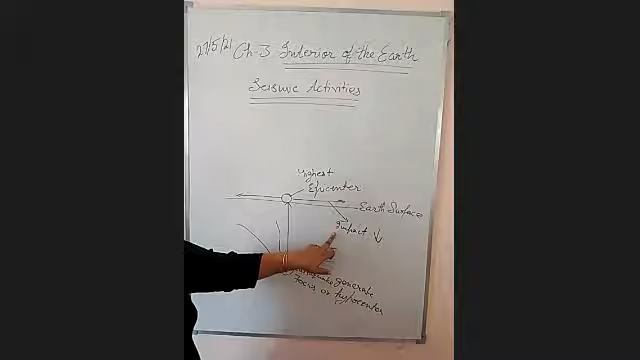 27/5/21 Ch-3 Interior of the Earth
Seismic Activities
Highest
Epicenter
Earth Surface
Impact ↓
generate
Focus or hypocenter